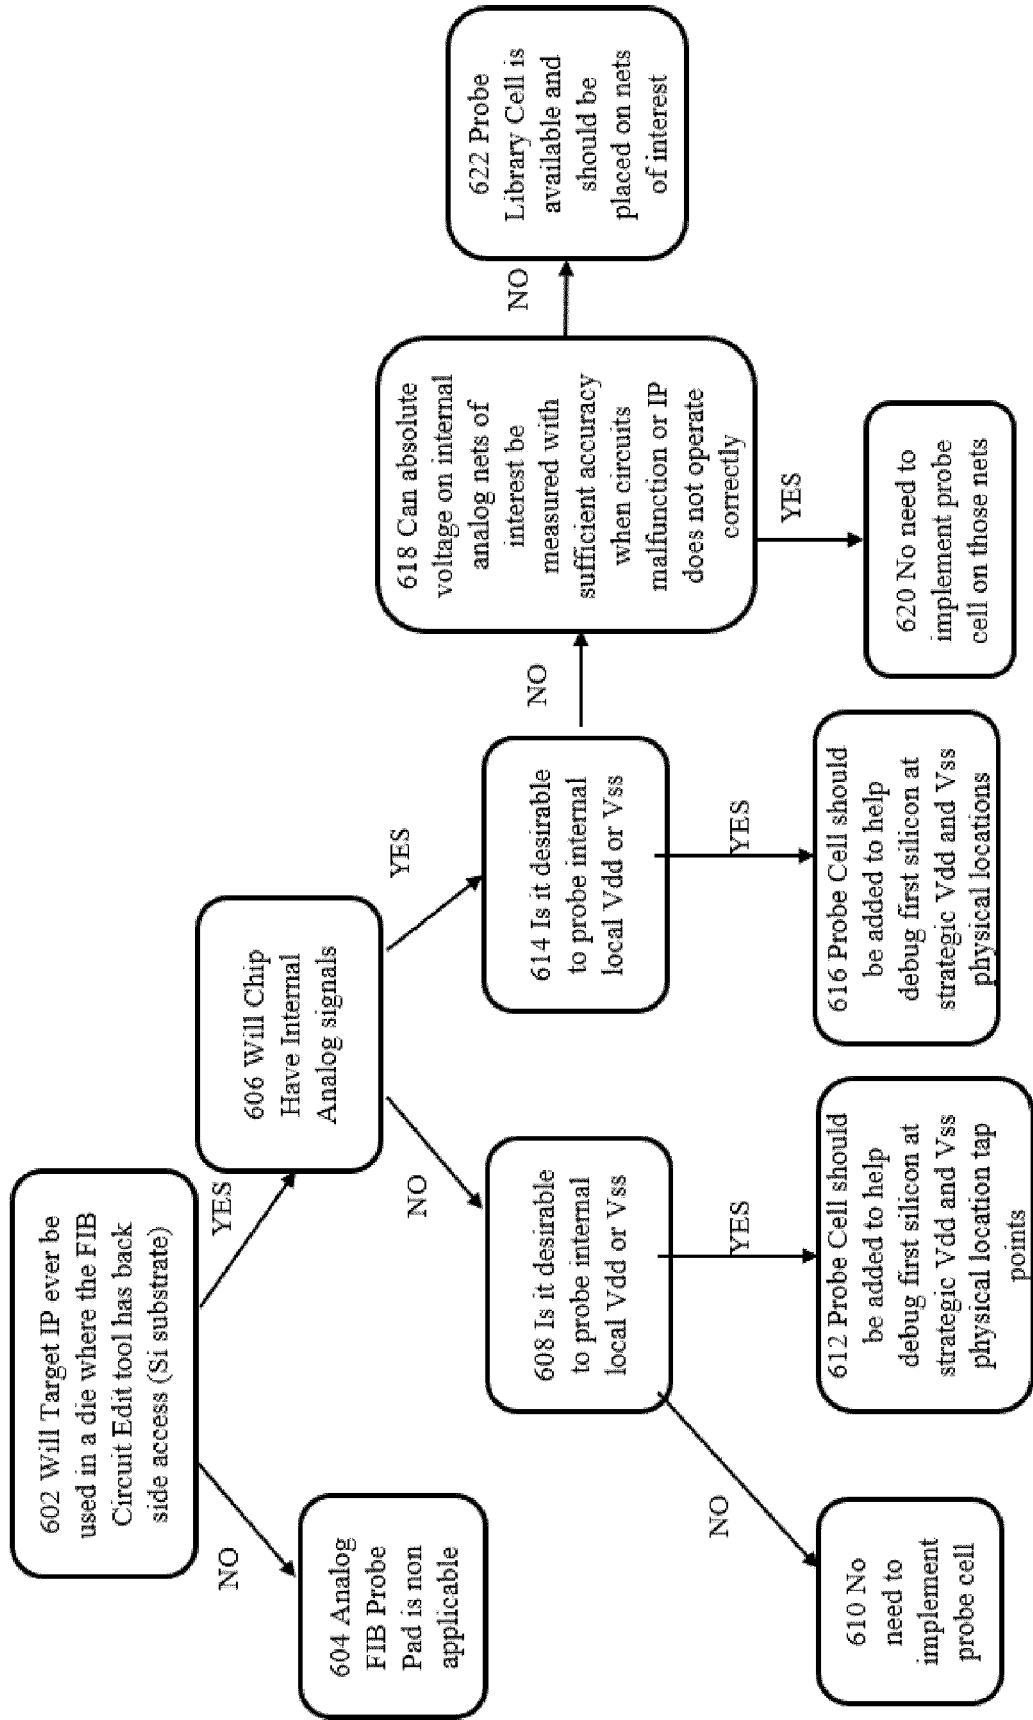 602 Will Target IP ever be
used in a die where the FIB
Circuit Edit tool has back
side access (Si substrate)
NO
YES
604 Analog
FIB Probe
Pad is non
applicable
606 Will Chip
Have Internal
Analog signals
NO
YES
608 Is it desirable
to probe internal
local Vdd or Vss
NO
YES
610 No
need to
implement
probe cell
612 Probe Cell should
be added to help
debug first silicon at
strategic Vdd and Vss
physical location tap
points
614 Is it desirable
to probe internal
local Vdd or Vss
YES
NO
616 Probe Cell should
be added to help
debug first silicon at
strategic Vdd and Vss
physical locations
618 Can absolute
voltage on internal
analog nets of
interest be
measured with
sufficient accuracy
when circuits
malfunction or IP
does not operate
correctly
YES
NO
620 No need to
implement probe
cell on those nets
622 Probe
Library Cell is
available and
should be
placed on nets
of interest